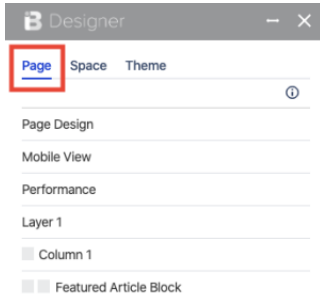 B Designer
Page Space Theme
Page Design
Mobile View
Performance
Layer 1
Column 1
Featured Article Block